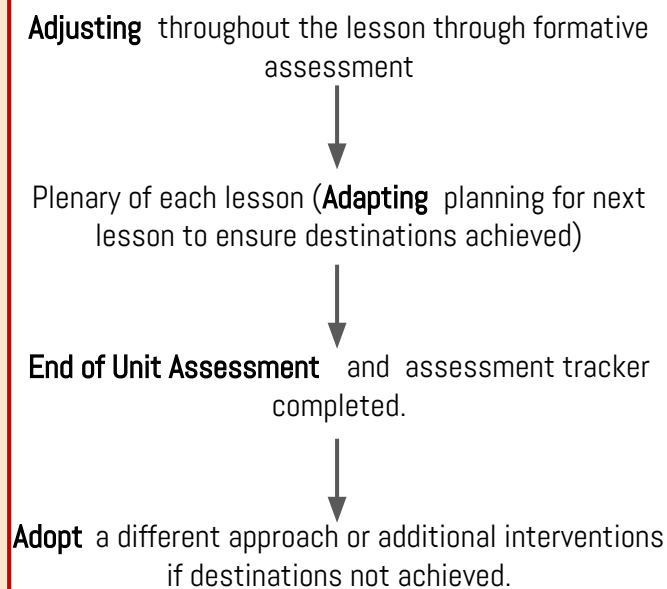 Adjusting throughout the lesson through formative
assessment
Plenary of each lesson (Adapting planning for next
lesson to ensure destinations achieved)
End of Unit Assessment and assessment tracker
completed.
Adopt a different approach or additional interventions
if destinations not achieved.